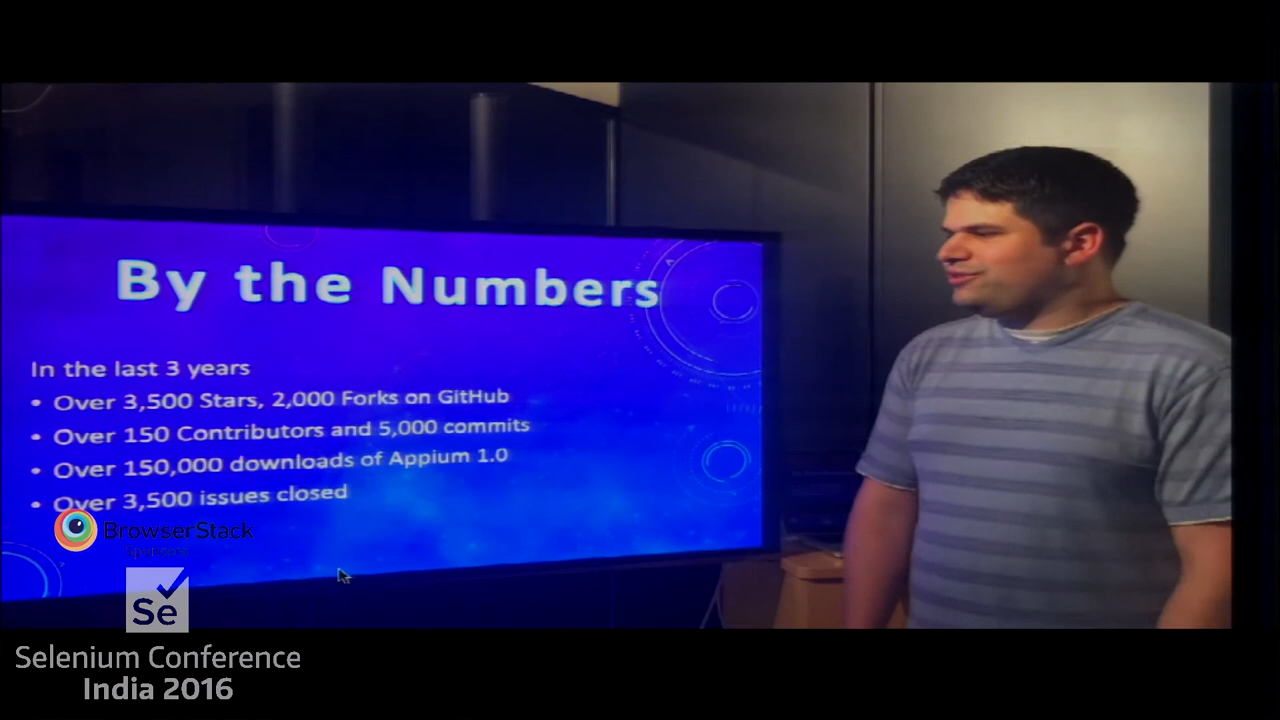 By the Numbers
In the last 3 years
• Over 3,500 Stars, 2,000 Forks on GitHub
• Over 150 Contributors and 5,000 commits
• Over 150,000 downloads of Appium 1.0
• Over 3,500 issues closed
BrowserStack
Sponsors
Se
Selenium Conference
India 2016